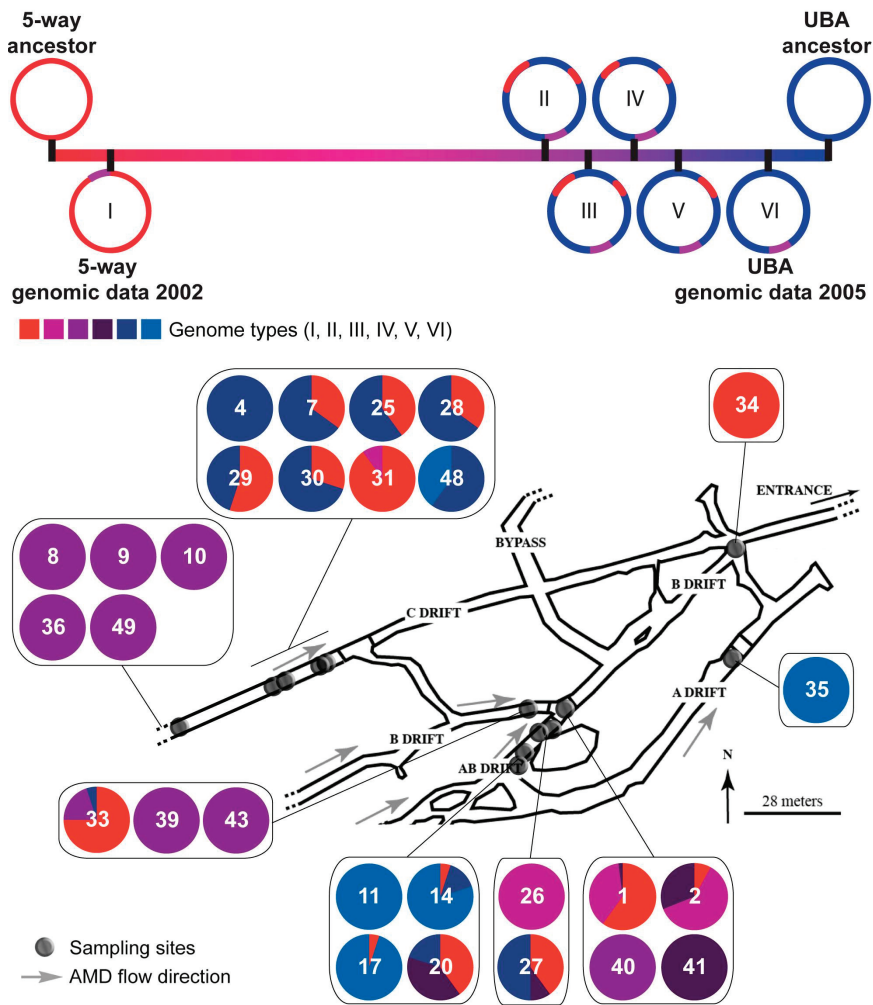 5-way
ancestor
UBA
ancestor
II
IV
I
III
V
VI
5-way
genomic data 2002
UBA
genomic data 2005
Genome types (I, II, III, IV, V, VI)
4
7
25
28
34
29
30
31
48
ENTRANCE
BYPASS
8
9
10
B DRIFT
C DRIFT
36
49
35
A DRIFT
B DRIFT
N
AB DRIFT
33
39
43
28 meters
11
14
26
1
2
Sampling sites
17
20
27
40
41
AMD flow direction